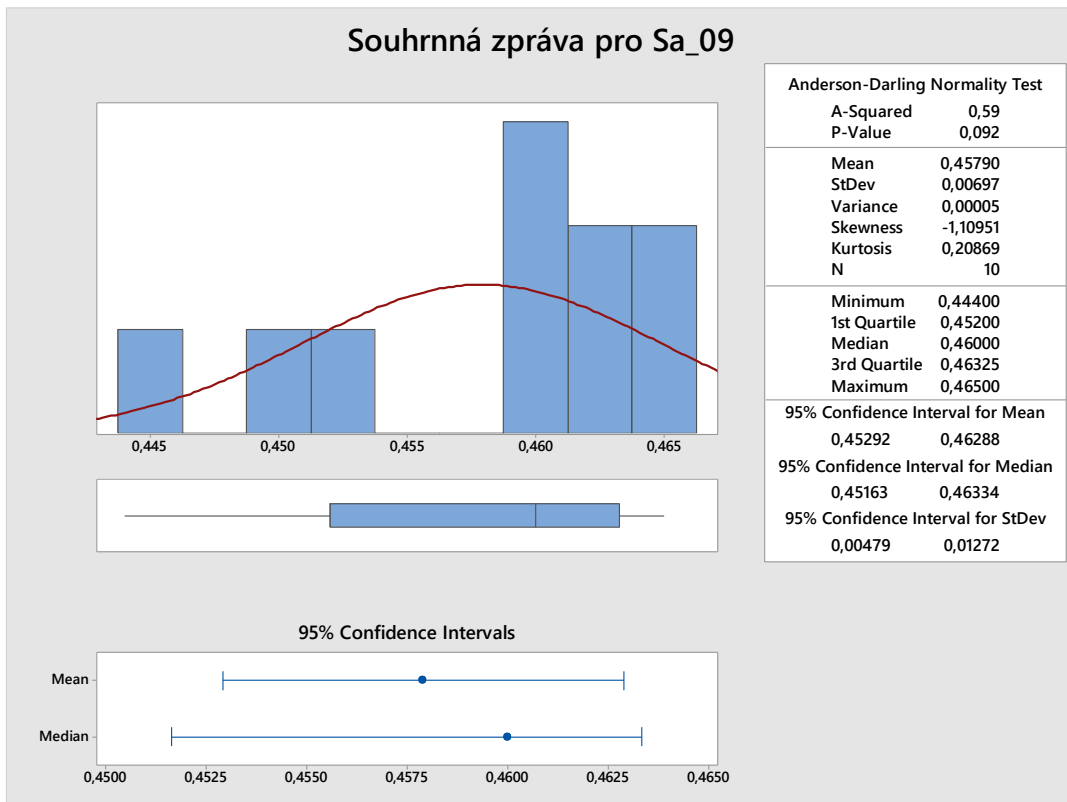 Souhrnná zpráva pro Sa_09
0,445 0,450 0,455 0,460 0,465
Anderson-Darling Normality Test
A-Squared 0,59
P-Value 0,092
Mean 0,45790
StDev 0,00697
Variance 0,00005
Skewness -1,10951
Kurtosis 0,20869
N 10
Minimum 0,44400
1st Quartile 0,45200
Median 0,46000
3rd Quartile 0,46325
Maximum 0,46500
95% Confidence Interval for Mean
0,45292 0,46288
95% Confidence Interval for Median
0,45163 0,46334
95% Confidence Interval for StDev
0,00479 0,01272
95% Confidence Intervals
Mean
Median
0,4500 0,4525 0,4550 0,4575 0,4600 0,4625 0,4650